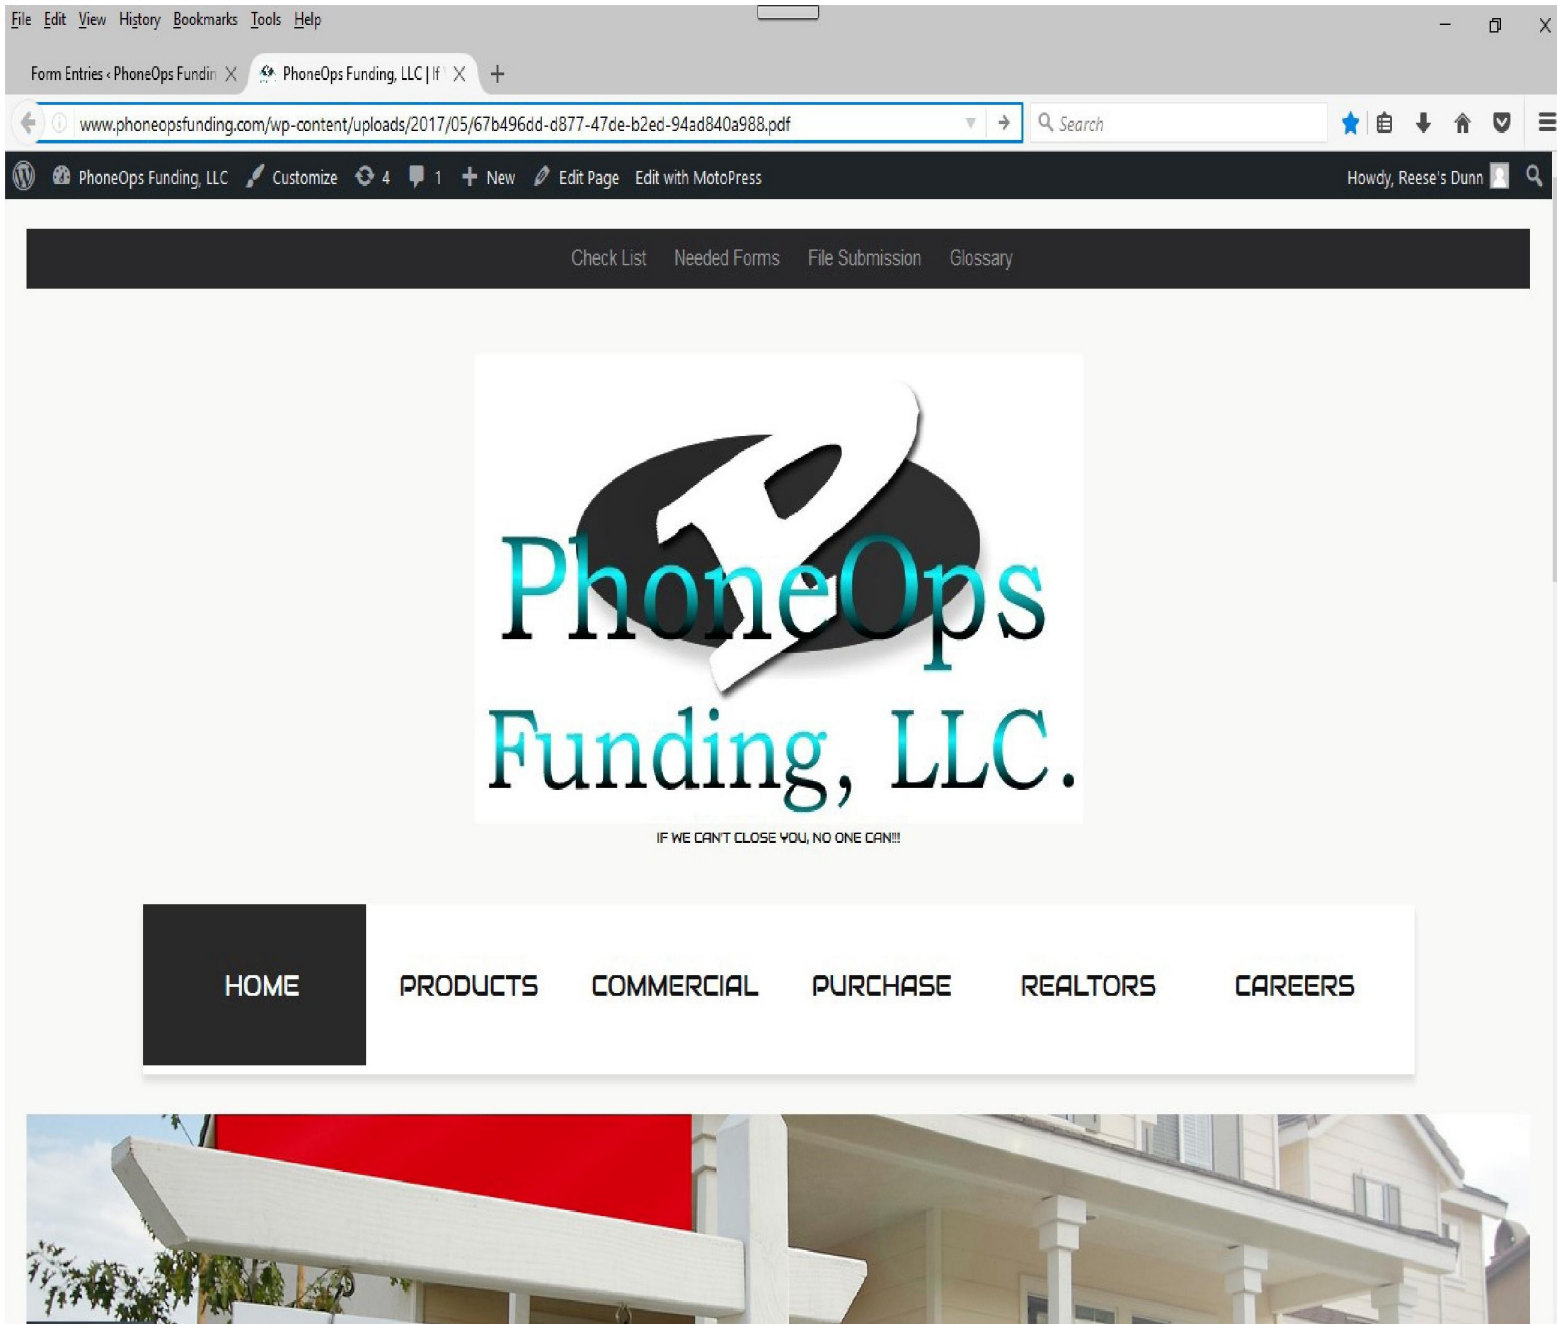 File Edit View History Bookmarks Tools Help
Form Entries ‹ PhoneOps Fundin
PhoneOps Funding, LLC | If
www.phoneopsfunding.com/wp-content/uploads/2017/05/67b496dd-d877-47de-b2ed-94ad840a988.pdf
Search
PhoneOps Funding, LLC Customize 4 1 New Edit Page Edit with MotoPress Howdy, Reese's Dunn
Check List Needed Forms File Submission Glossary
P
PhoneOps
Funding, LLC.
IF WE CAN'T CLOSE YOU, NO ONE CAN!!!
HOME PRODUCTS COMMERCIAL PURCHASE REALTORS CAREERS